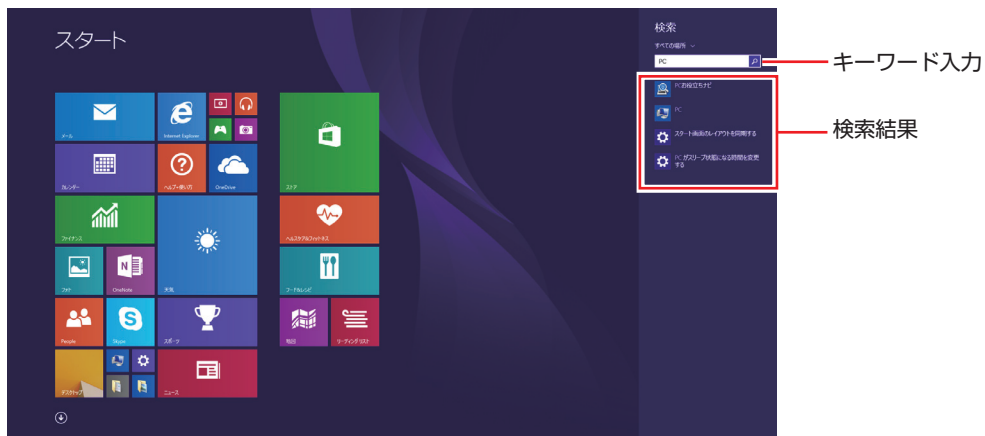 スタート
検索
すべての場所
PC
キーワード入力
PCお役立ちナビ
PC
スタート画面のレイアウトを同期する
PC がスリープ状態になる時間を変更
する
検索結果
メール
Internet Explorer
ストア
カレンダー
ヘルプ+使い方
OneDrive
ファイナンス
天気
ヘルスケア&フィットネス
フォト
OneNote
フード&レシピ
People
Skype
スポーツ
地図
リーディングリスト
デスクトップ
ニュース